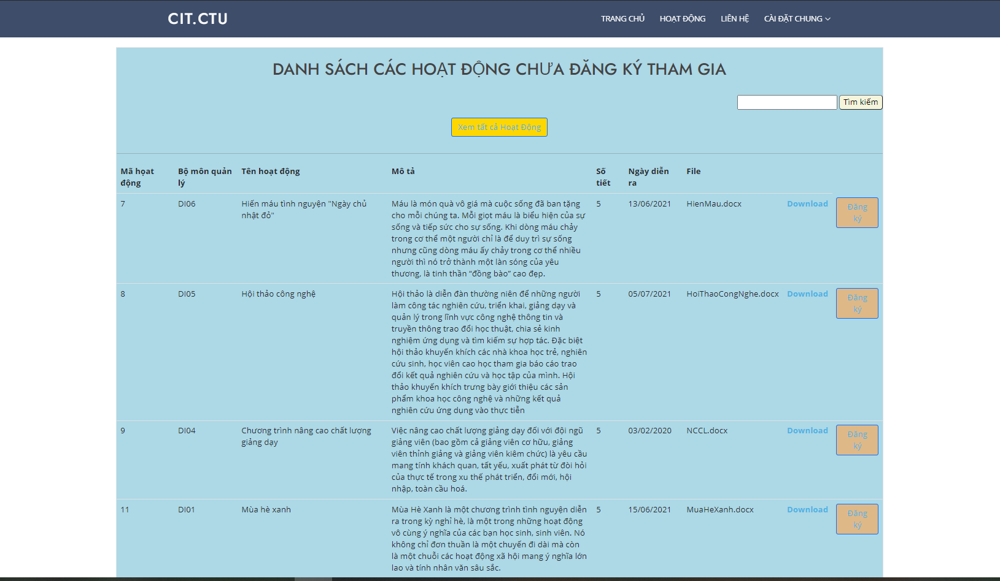 CIT.CTU
TRANG CHỦ HOẠT ĐỘNG LIÊN HỆ CÀI ĐẶT CHUNG
DANH SÁCH CÁC HOẠT ĐỘNG CHƯA ĐĂNG KÝ THAM GIA
Tìm kiếm
Xem tất cả Hoạt Động
Mã họat động Bộ môn quản lý Tên hoạt động Mô tả Số tiết Ngày diễn ra File
7 DI06 Hiến máu tình nguyện "Ngày chủ nhật đỏ"
Máu là món quà vô giá mà cuộc sống đã ban tặng
cho mỗi chúng ta. Mỗi giọt máu là biểu hiện của sự
sống và tiếp sức cho sự sống. Khi dòng máu chảy
trong cơ thể một người chỉ là để duy trì sự sống
nhưng cũng dòng máu ấy chảy trong cơ thể nhiều
người thì nó trở thành một làn sóng của yêu
thương, là tinh thần “đồng bào” cao đẹp.
5 13/06/2021 HienMau.docx Download Đăng ký
8 DI05 Hội thảo công nghệ
Hội thảo là diễn đàn thường niên để những người
làm công tác nghiên cứu, triển khai, giảng dạy và
quản lý trong lĩnh vực công nghệ thông tin và
truyền thông trao đổi học thuật, chia sẻ kinh
nghiệm ứng dụng và tìm kiếm sự hợp tác. Đặc biệt
hội thảo khuyến khích các nhà khoa học trẻ, nghiên
cứu sinh, học viên cao học tham gia báo cáo trao
đổi kết quả nghiên cứu và học tập của mình. Hội
thảo khuyến khích trưng bày giới thiệu các sản
phẩm khoa học công nghệ và những kết quả
nghiên cứu ứng dụng vào thực tiễn
5 05/07/2021 HoiThaoCongNghe.docx Download Đăng ký
9 DI04 Chương trình nâng cao chất lượng giảng dạy
Việc nâng cao chất lượng giảng dạy đối với đội ngũ
giảng viên (bao gồm cả giảng viên cơ hữu, giảng
viên thỉnh giảng và giảng viên kiêm chức) là yêu cầu
mang tính khách quan, tất yếu, xuất phát từ đòi hỏi
của thực tế trong xu thế phát triển, đổi mới, hội
nhập, toàn cầu hoá.
5 03/02/2020 NCCL.docx Download Đăng ký
11 DI01 Mùa hè xanh
Mùa Hè Xanh là một chương trình tình nguyện diễn
ra trong kỳ nghỉ hè, là một trong những hoạt động
vô cùng ý nghĩa của các bạn học sinh, sinh viên. Nó
không chỉ đơn thuần là một chuyến đi dài mà còn
là một chuỗi các hoạt động xã hội mang ý nghĩa lớn
lao và tính nhân văn sâu sắc.
5 15/06/2021 MuaHeXanh.docx Download Đăng ký